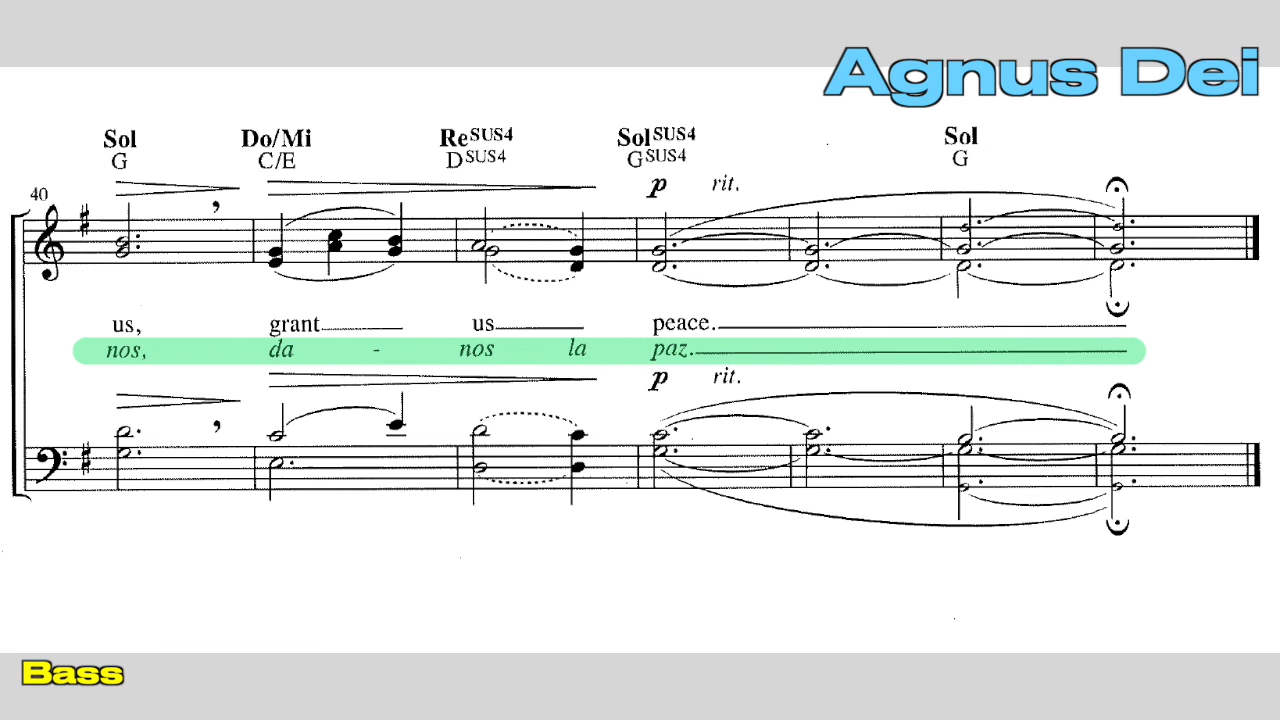 Agnus Dei
Sol Do/Mi Re SUS4 Sol SUS4 Sol
G C/E D SUS4 G SUS4 G
40
p rit.
us, grant us peace.
nos, da - nos la paz.
p rit.
Bass